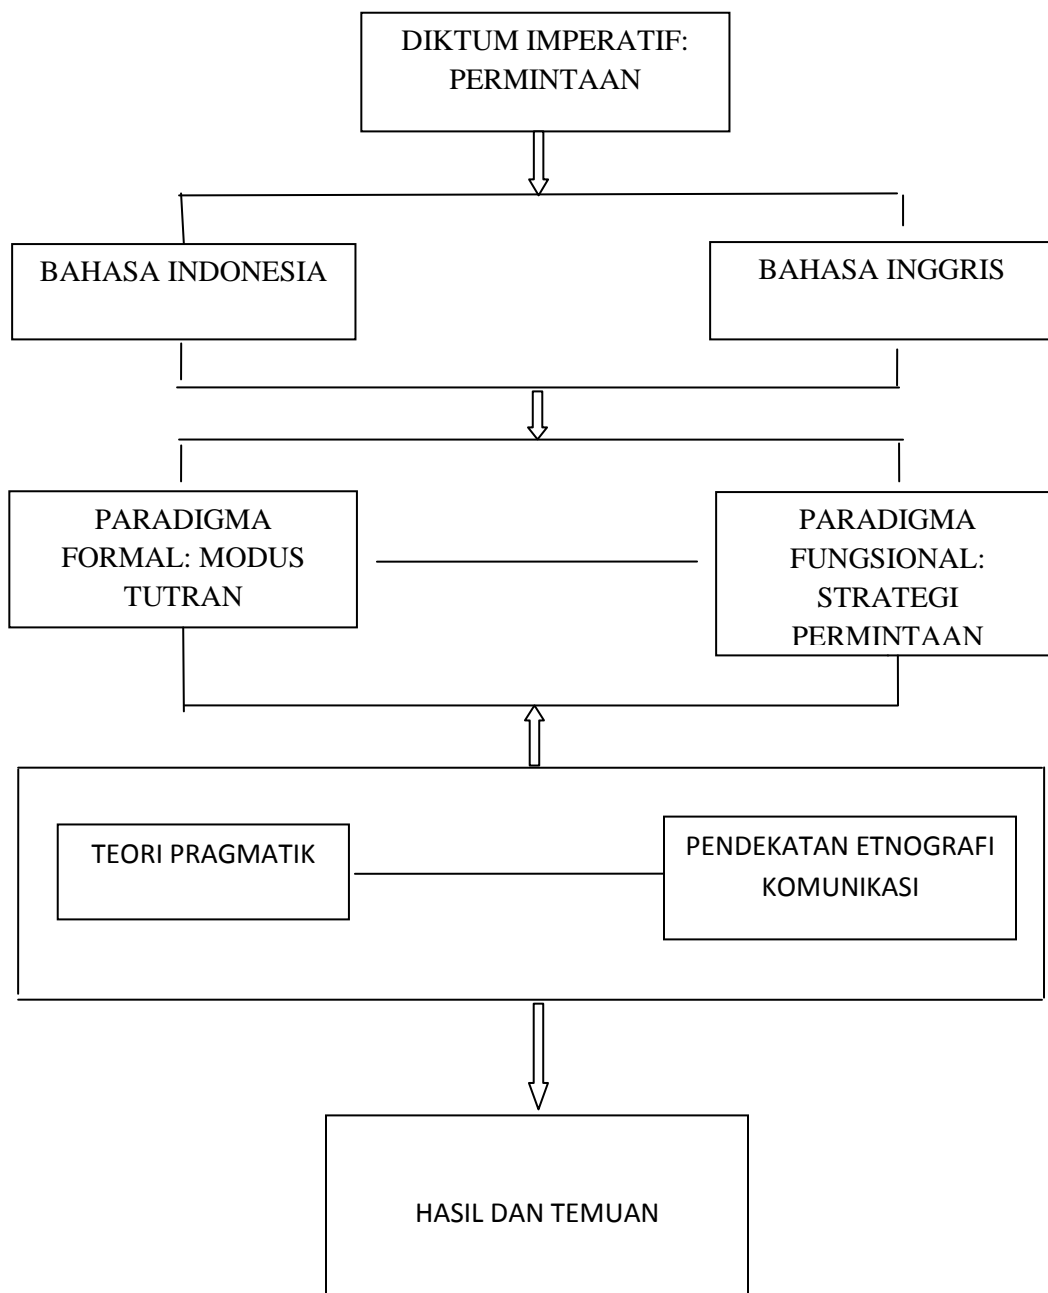 DIKTUM IMPERATIF:
PERMINTAAN
BAHASA INDONESIA
BAHASA INGGRIS
PARADIGMA
FORMAL: MODUS
TUTRAN
PARADIGMA
FUNGSIONAL:
STRATEGI
PERMINTAAN
TEORI PRAGMATIK
PENDEKATAN ETNOGRAFI
KOMUNIKASI
HASIL DAN TEMUAN